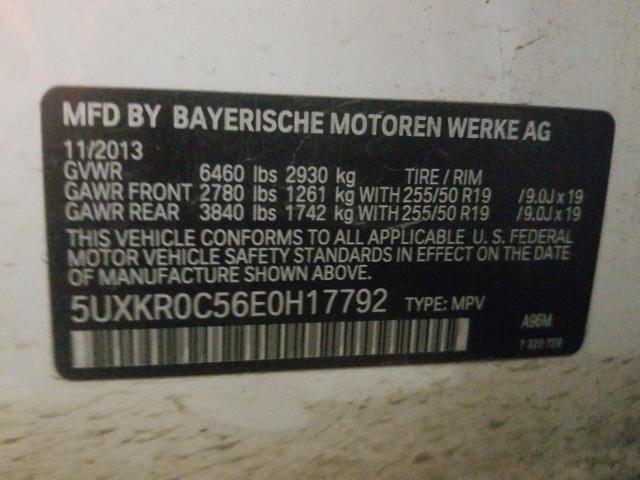 MFD BY BAYERISCHE MOTOREN WERKE AG
11/2013
GVWR 6460 lbs 2930 kg TIRE / RIM
GAWR FRONT 2780 lbs 1261 kg WITH 255/50 R19 /9.0J x 19
GAWR REAR 3840 lbs 1742 kg WITH 255/50 R19 /9.0J x 19
THIS VEHICLE CONFORMS TO ALL APPLICABLE U. S. FEDERAL
MOTOR VEHICLE SAFETY STANDARDS IN EFFECT ON THE DATE
OF MANUFACTURE SHOWN ABOVE.
5UXKR0C56E0H17792 TYPE: MPV
A96M
7 320 729